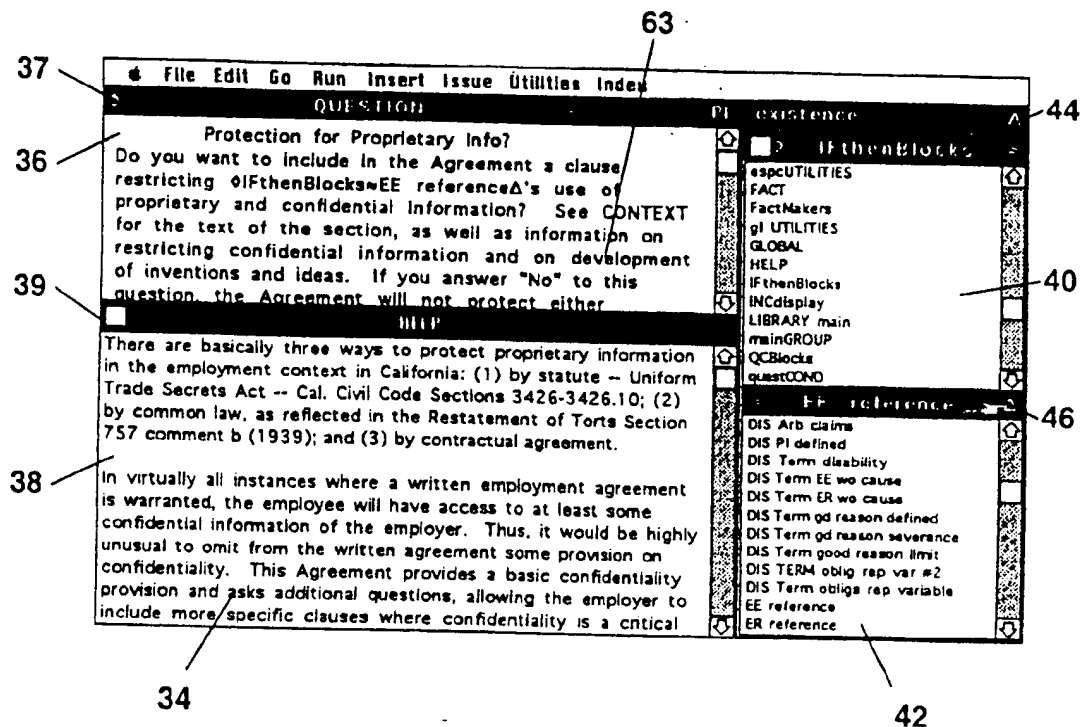 63
37
File Edit Go Run Insert Issue Utilities Index
QUESTION
PI existence
44
36
Protection for Proprietary Info?
Do you want to include in the Agreement a clause
restricting ◊IFthenBlocks≈EE reference∆'s use of
proprietary and confidential information? See CONTEXT
for the text of the section, as well as information on
restricting confidential information and on development
of inventions and ideas. If you answer "No" to this
question, the Agreement will not protect either
IFthenBlocks
espcUTILITIES
FACT
FactMakers
gl UTILITIES
GLOBAL
HELP
IFthenBlocks
INCdisplay
LIBRARY main
mainGROUP
QCBlocks
questCOND
40
39
HELP
There are basically three ways to protect proprietary information
in the employment context in California: (1) by statute -- Uniform
Trade Secrets Act -- Cal. Civil Code Sections 3426-3426.10; (2)
by common law, as reflected in the Restatement of Torts Section
757 comment b (1939); and (3) by contractual agreement.
38
In virtually all instances where a written employment agreement
is warranted, the employee will have access to at least some
confidential information of the employer. Thus, it would be highly
unusual to omit from the written agreement some provision on
confidentiality. This Agreement provides a basic confidentiality
provision and asks additional questions, allowing the employer to
include more specific clauses where confidentiality is a critical
EE reference
46
DIS Arb claims
DIS PI defined
DIS Term disability
DIS Term EE wo cause
DIS Term ER wo cause
DIS Term gd reason defined
DIS Term gd reason severance
DIS Term good reason limit
DIS TERM oblig rep var #2
DIS Term obligs rep variable
EE reference
ER reference
34
42